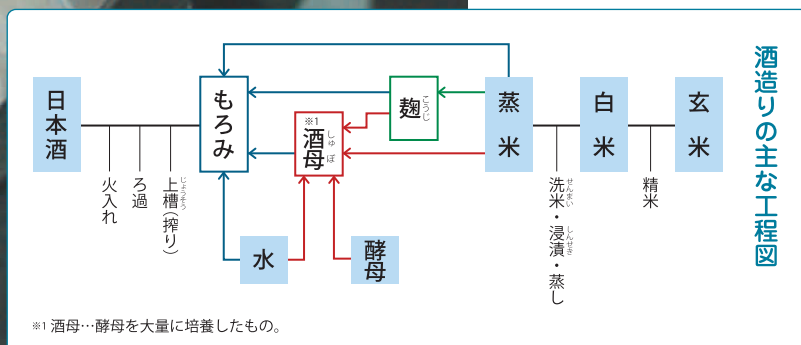 酒造りの主な工程図
玄米
精米
白米
洗米・浸漬・蒸し
せんまい
しんせき
蒸米
麹
こうじ
※1
酒母
しゅぼ
酵母
水
もろみ
上槽(搾り)
じょうそう
ろ過
火入れ
日本酒
※1 酒母…酵母を大量に培養したもの。